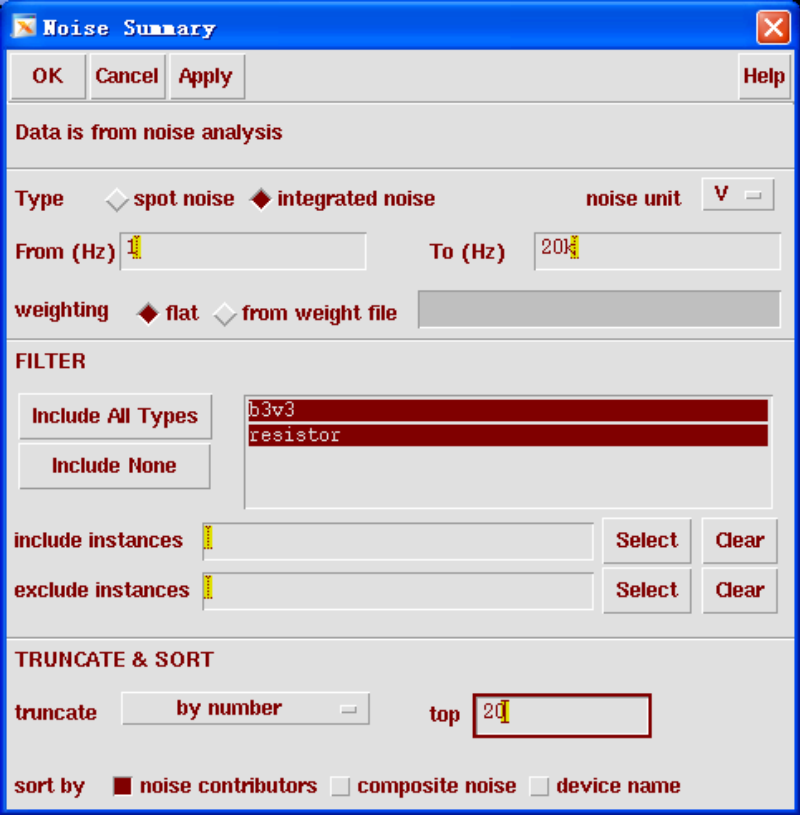 Noise Summary
OK Cancel Apply Help
Data is from noise analysis
Type spot noise integrated noise noise unit V
From (Hz) 1 To (Hz) 20k
weighting flat from weight file
FILTER
Include All Types b3v3
Include None resistor
include instances Select Clear
exclude instances Select Clear
TRUNCATE & SORT
truncate by number top 20
sort by noise contributors composite noise device name